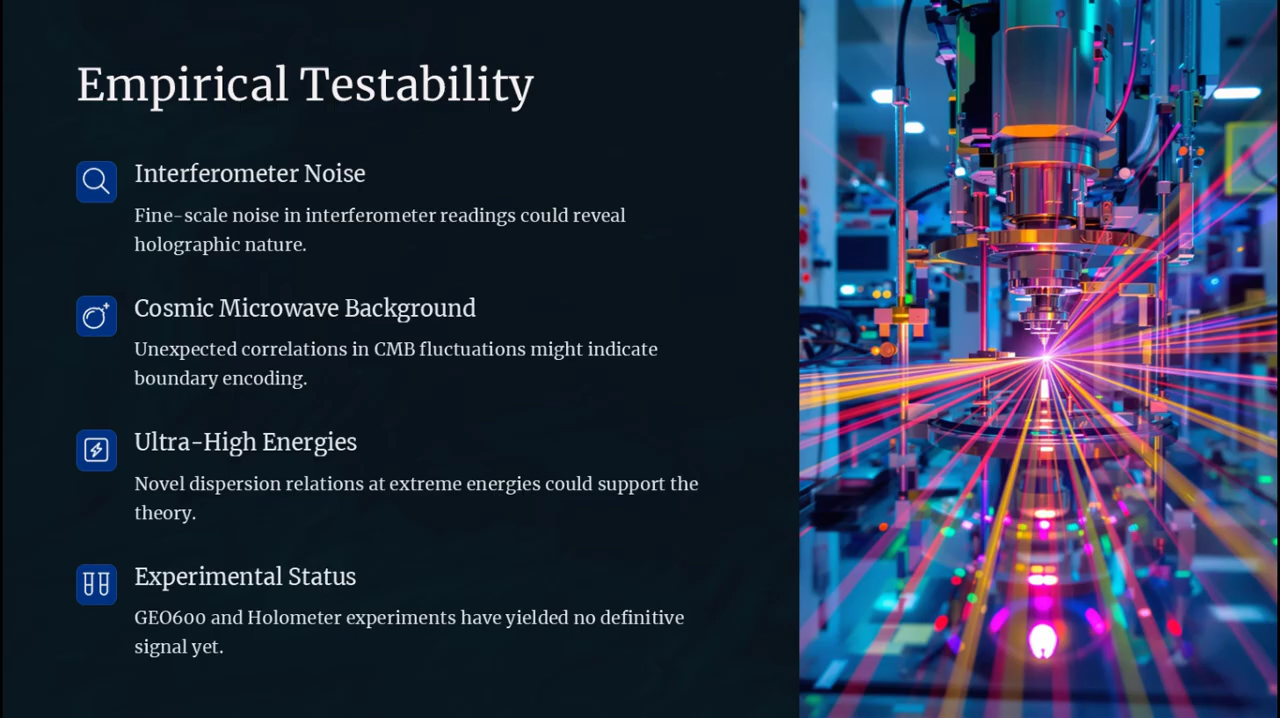 Empirical Testability
Interferometer Noise
Fine-scale noise in interferometer readings could reveal
holographic nature.
Cosmic Microwave Background
Unexpected correlations in CMB fluctuations might indicate
boundary encoding.
Ultra-High Energies
Novel dispersion relations at extreme energies could support the
theory.
Experimental Status
GEO600 and Holometer experiments have yielded no definitive
signal yet.